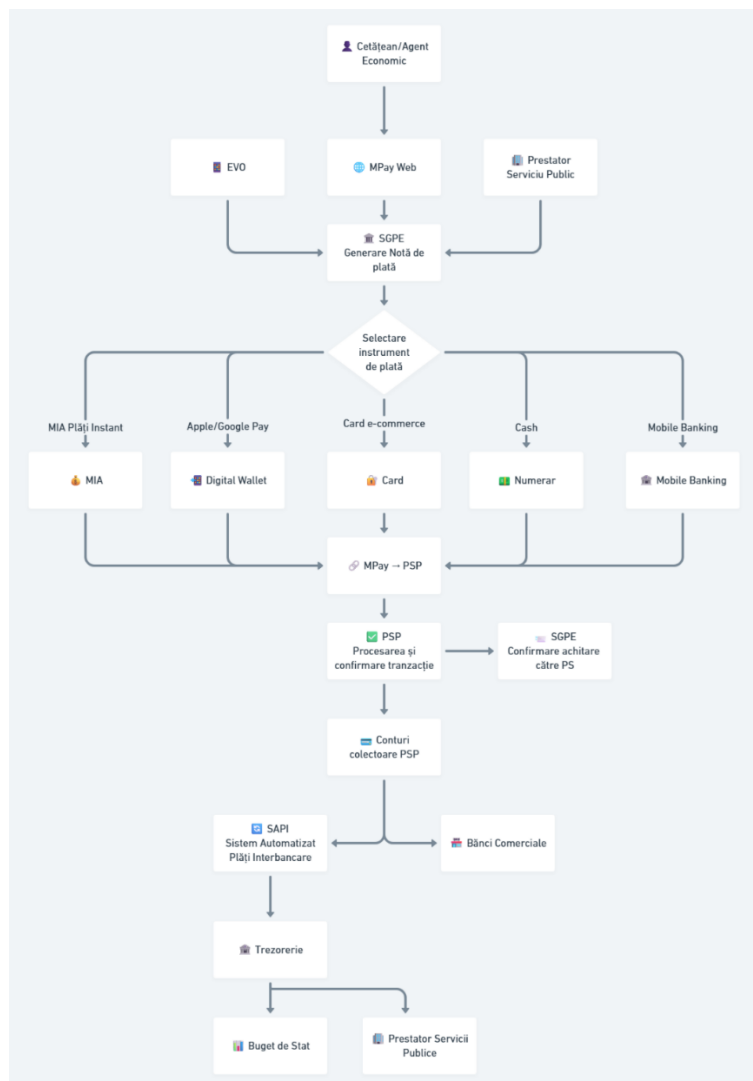 Cetățean/Agent
Economic
EVO
MPay Web
Prestator
Serviciu Public
SGPE
Generare Notă de
plată
Selectare
instrument
de plată
MIA Plăți Instant
Apple/Google Pay
Card e-commerce
Cash
Mobile Banking
MIA
Digital Wallet
Card
Numerar
Mobile Banking
MPay → PSP
PSP
Procesarea și
confirmare tranzacție
SGPE
Confirmare achitare
către PS
Conturi
colectoare PSP
SAPI
Sistem Automatizat
Plăți Interbancare
Bănci Comerciale
Trezorerie
Buget de Stat
Prestator Servicii
Publice